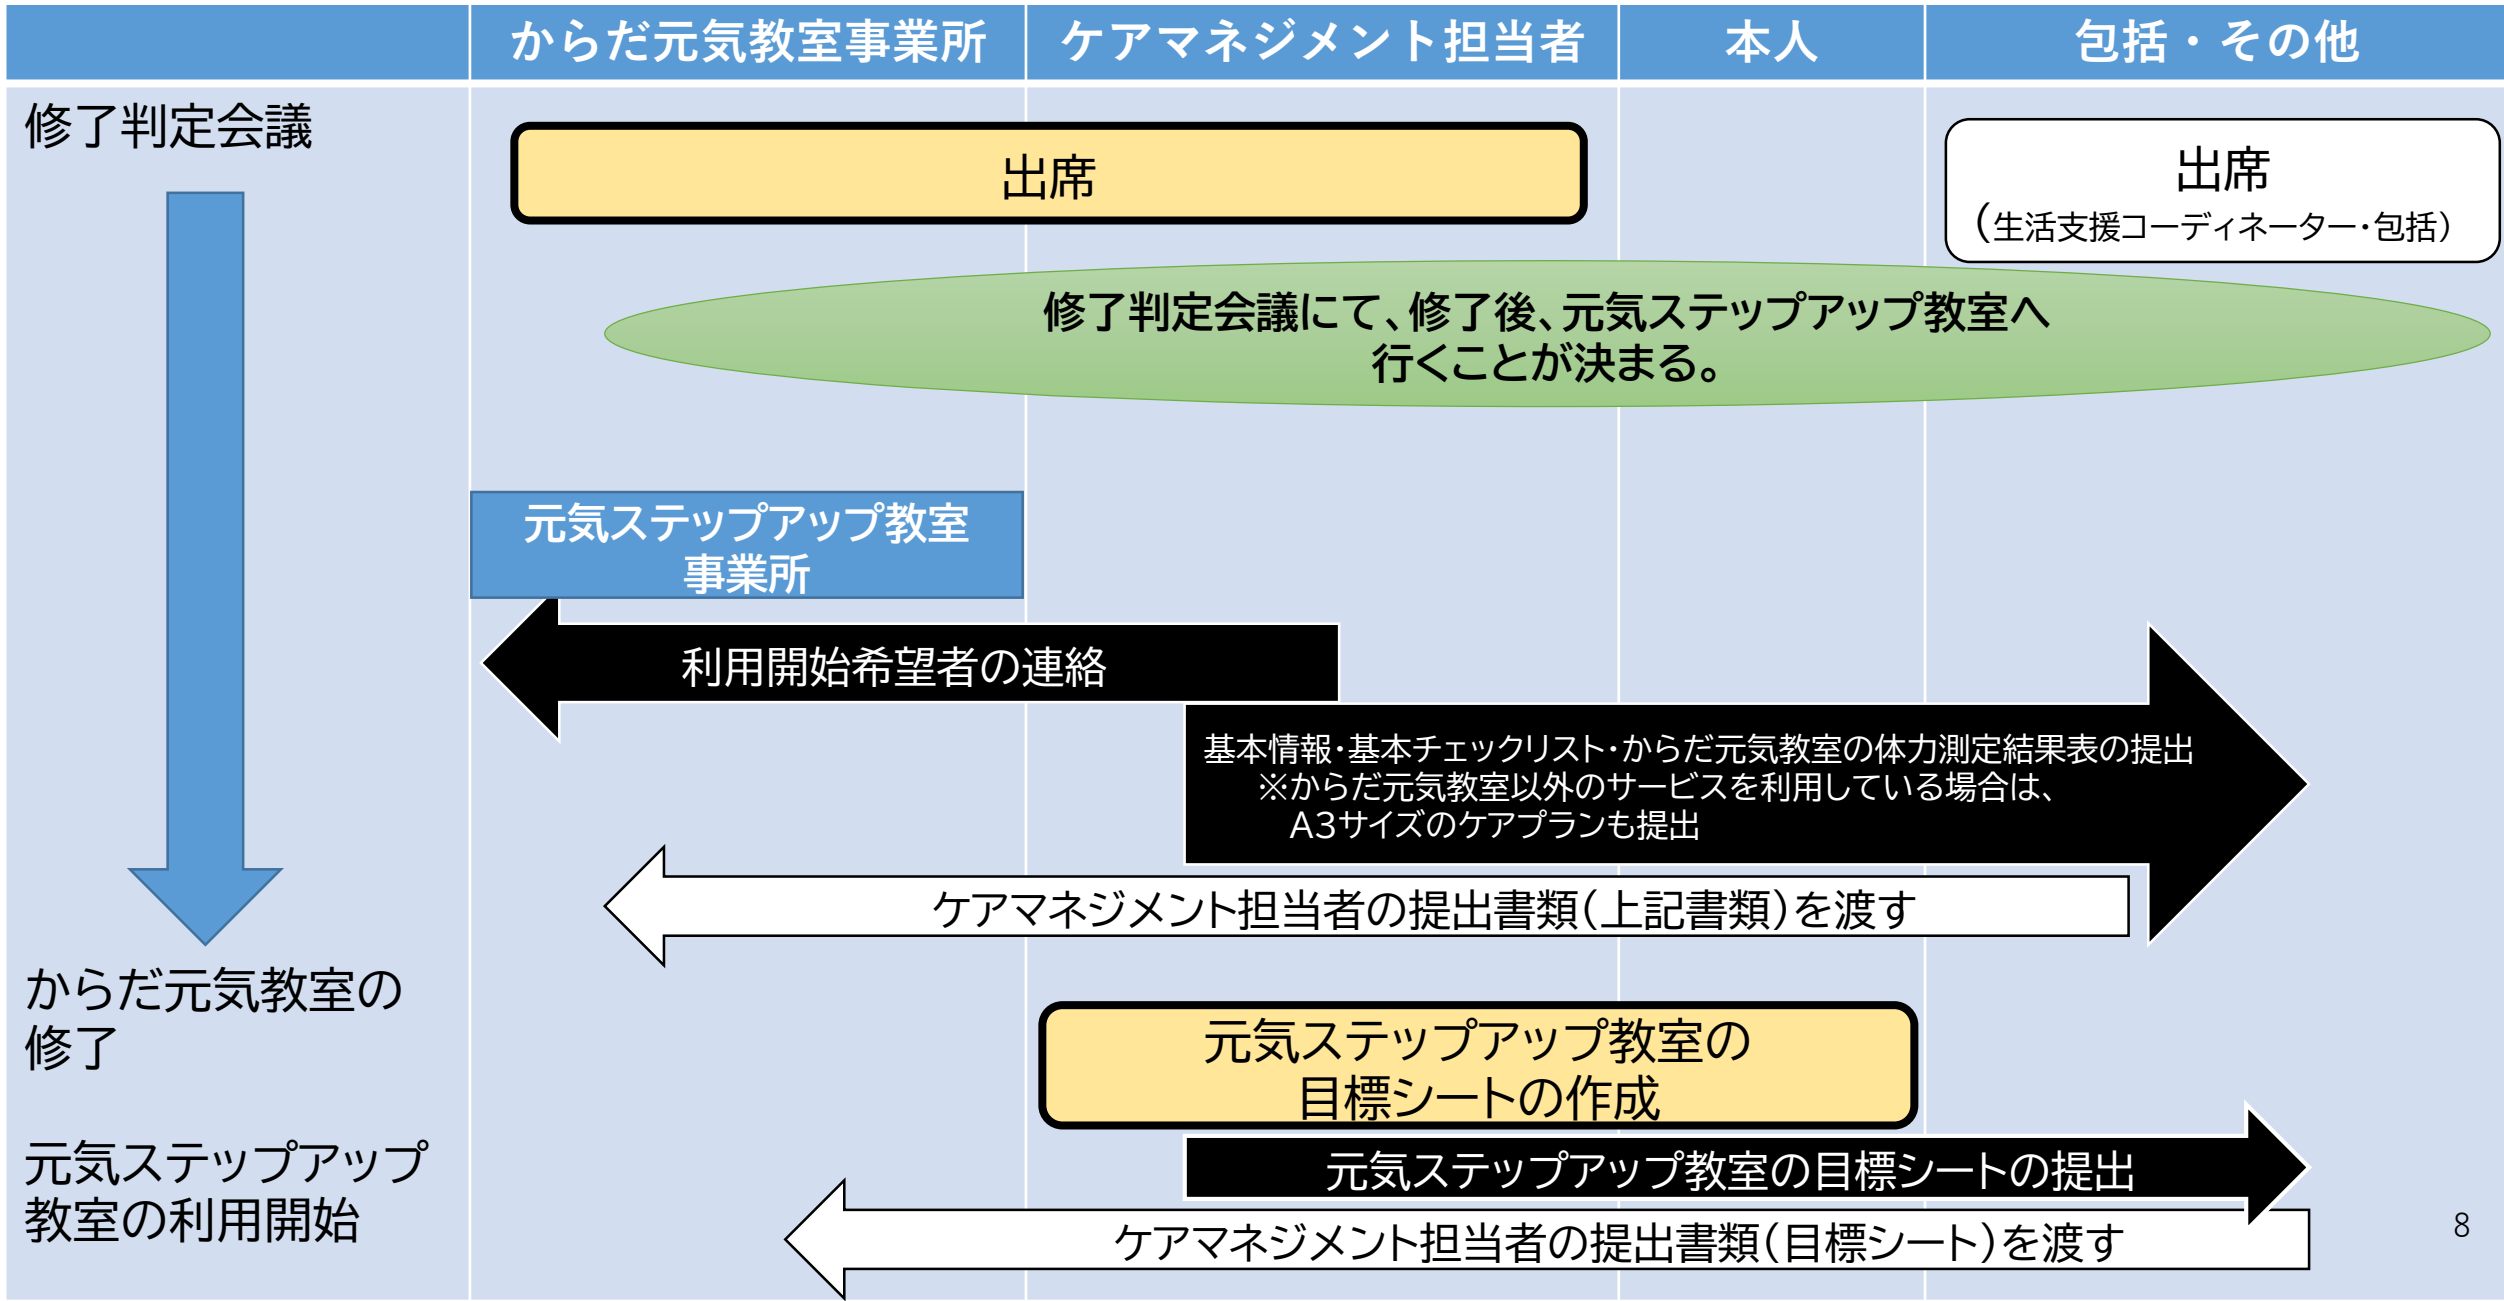 からだ元気教室事業所
ケアマネジメント担当者
本人
包括・その他
修了判定会議
出席
出席
（生活支援コーディネーター・包括）
修了判定会議にて、修了後、元気ステップアップ教室へ
行くことが決まる。
元気ステップアップ教室
事業所
利用開始希望者の連絡
基本情報・基本チェックリスト・からだ元気教室の体力測定結果表の提出
※からだ元気教室以外のサービスを利用している場合は、
A3サイズのケアプランも提出
ケアマネジメント担当者の提出書類（上記書類）を渡す
からだ元気教室の
修了
元気ステップアップ教室の
目標シートの作成
元気ステップアップ
教室の利用開始
元気ステップアップ教室の目標シートの提出
ケアマネジメント担当者の提出書類（目標シート）を渡す
8